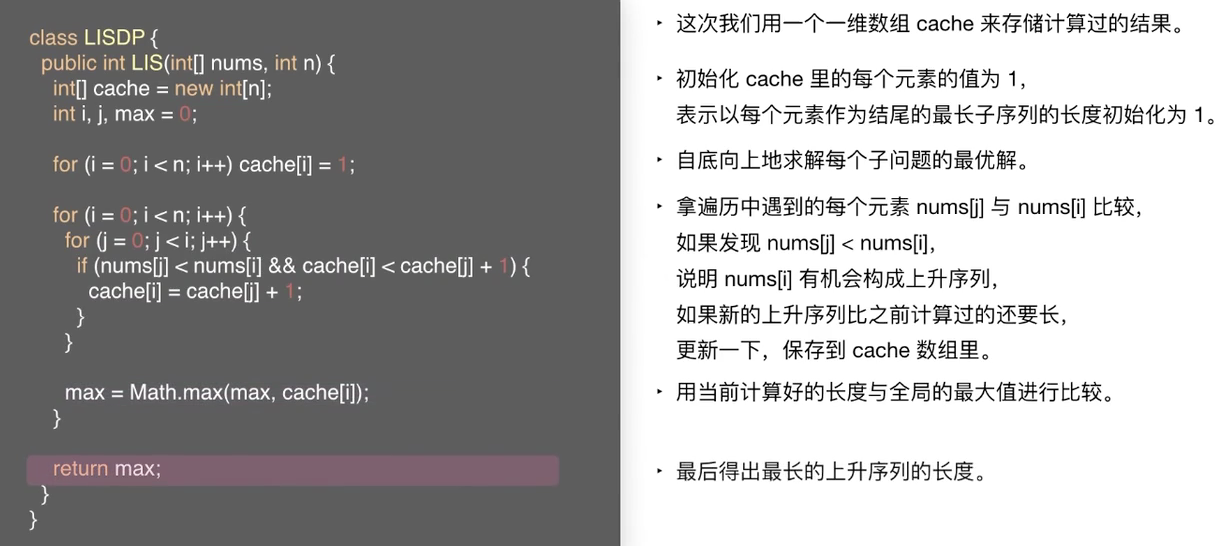 class LISDP {
public int LIS(int[] nums, int n) {
int[] cache = new int[n];
int i, j, max = 0;
for (i = 0; i < n; i++) cache[i] = 1;
for (i = 0; i < n; i++) {
for (j = 0; j < i; j++) {
if (nums[j] < nums[i] && cache[i] < cache[j] + 1) {
cache[i] = cache[j] + 1;
}
}
max = Math.max(max, cache[i]);
}
return max;
}
}
‣ 这次我们用一个一维数组 cache 来存储计算过的结果。
‣ 初始化 cache 里的每个元素的值为 1，
表示以每个元素作为结尾的最长子序列的长度初始化为 1。
‣ 自底向上地求解每个子问题的最优解。
‣ 拿遍历中遇到的每个元素 nums[j] 与 nums[i] 比较，
如果发现 nums[j] < nums[i]，
说明 nums[i] 有机会构成上升序列，
如果新的上升序列比之前计算过的还要长，
更新一下，保存到 cache 数组里。
‣ 用当前计算好的长度与全局的最大值进行比较。
‣ 最后得出最长的上升序列的长度。